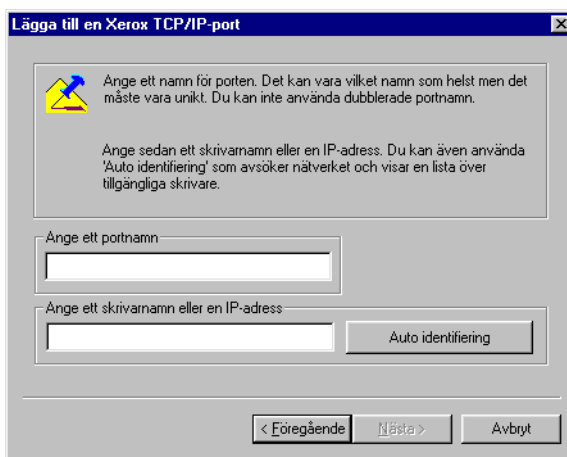 Lägga till en Xerox TCP/IP-port
Ange ett namn för porten. Det kan vara vilket namn som helst men det
måste vara unikt. Du kan inte använda dubblerade portnamn.
Ange sedan ett skrivarnamn eller en IP-adress. Du kan även använda
'Auto identifiering' som avsöker nätverket och visar en lista över
tillgängliga skrivare.
Ange ett portnamn
Ange ett skrivarnamn eller en IP-adress
Auto identifiering
< Föregående
Nästa >
Avbryt